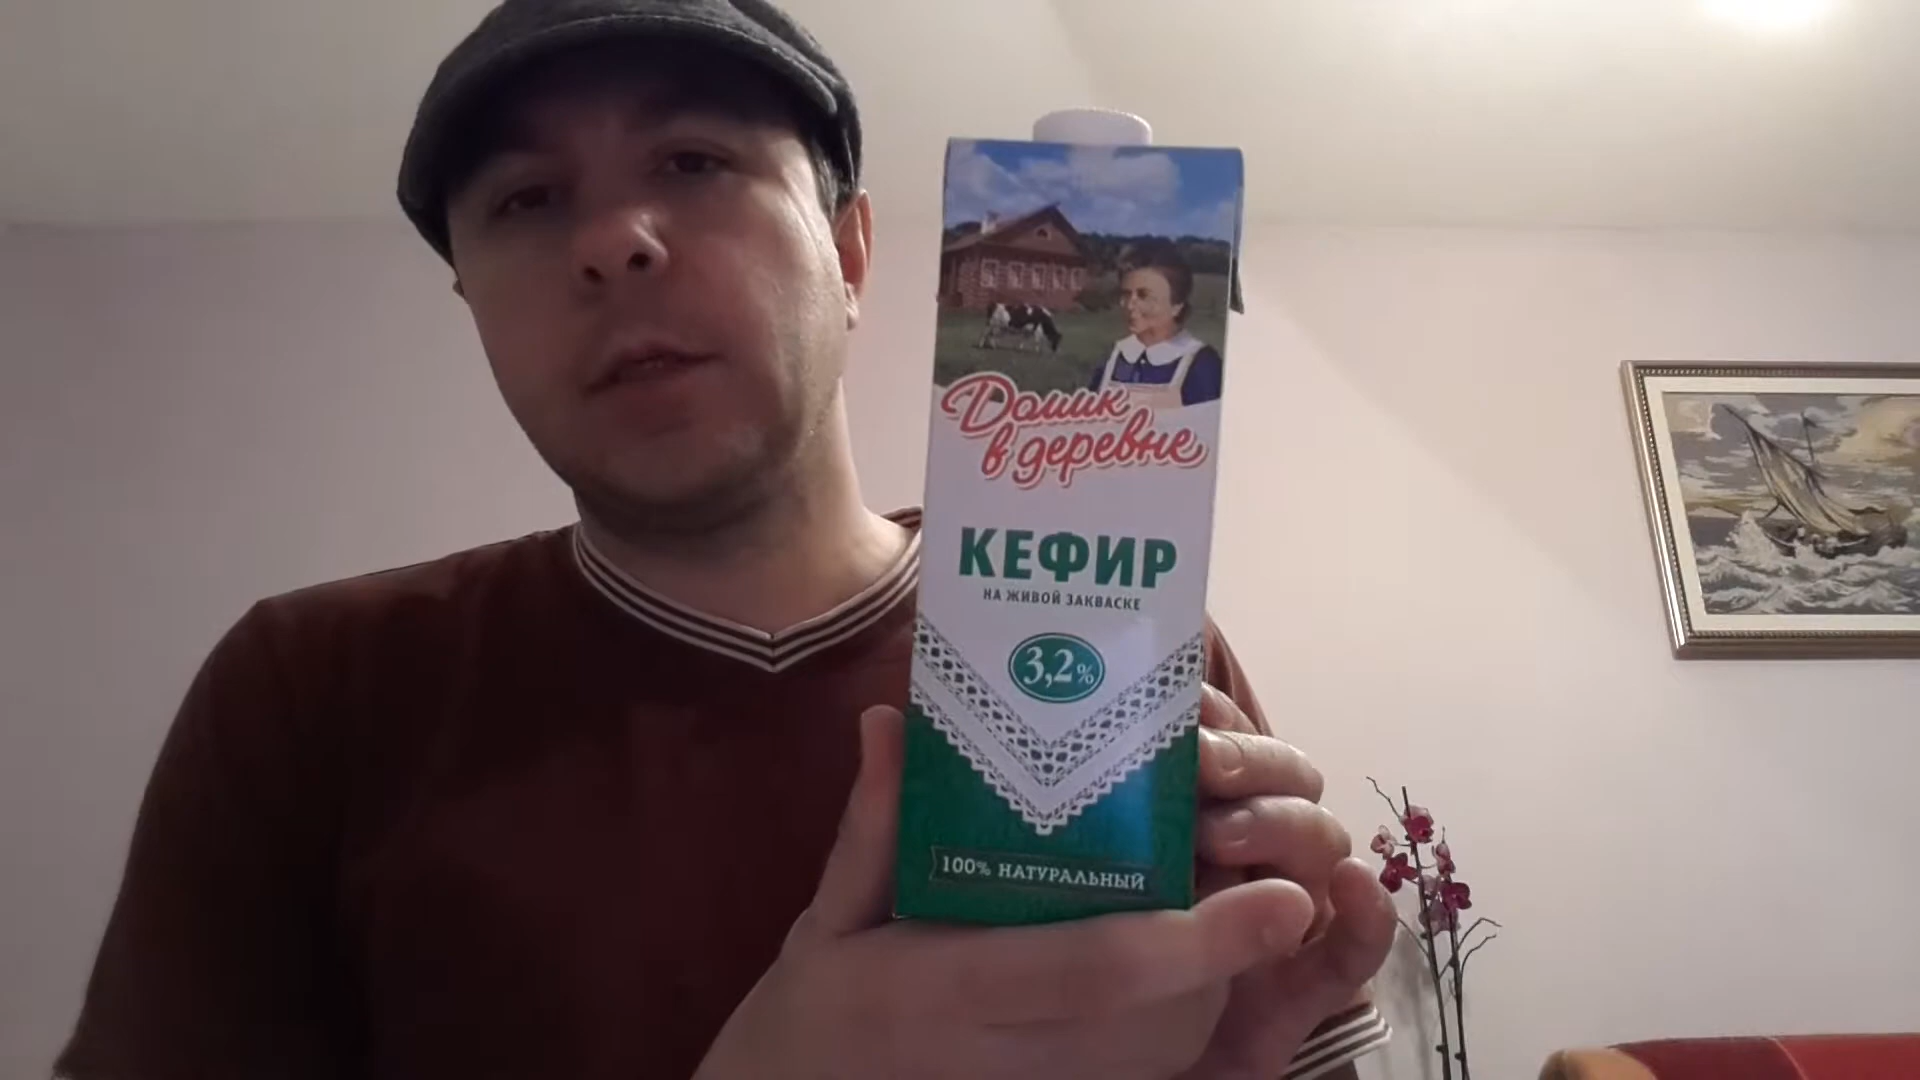 Домик
в деревне
КЕФИР
НА ЖИВОЙ ЗАКВАСКЕ
3,2%
100% НАТУРАЛЬНЫЙ